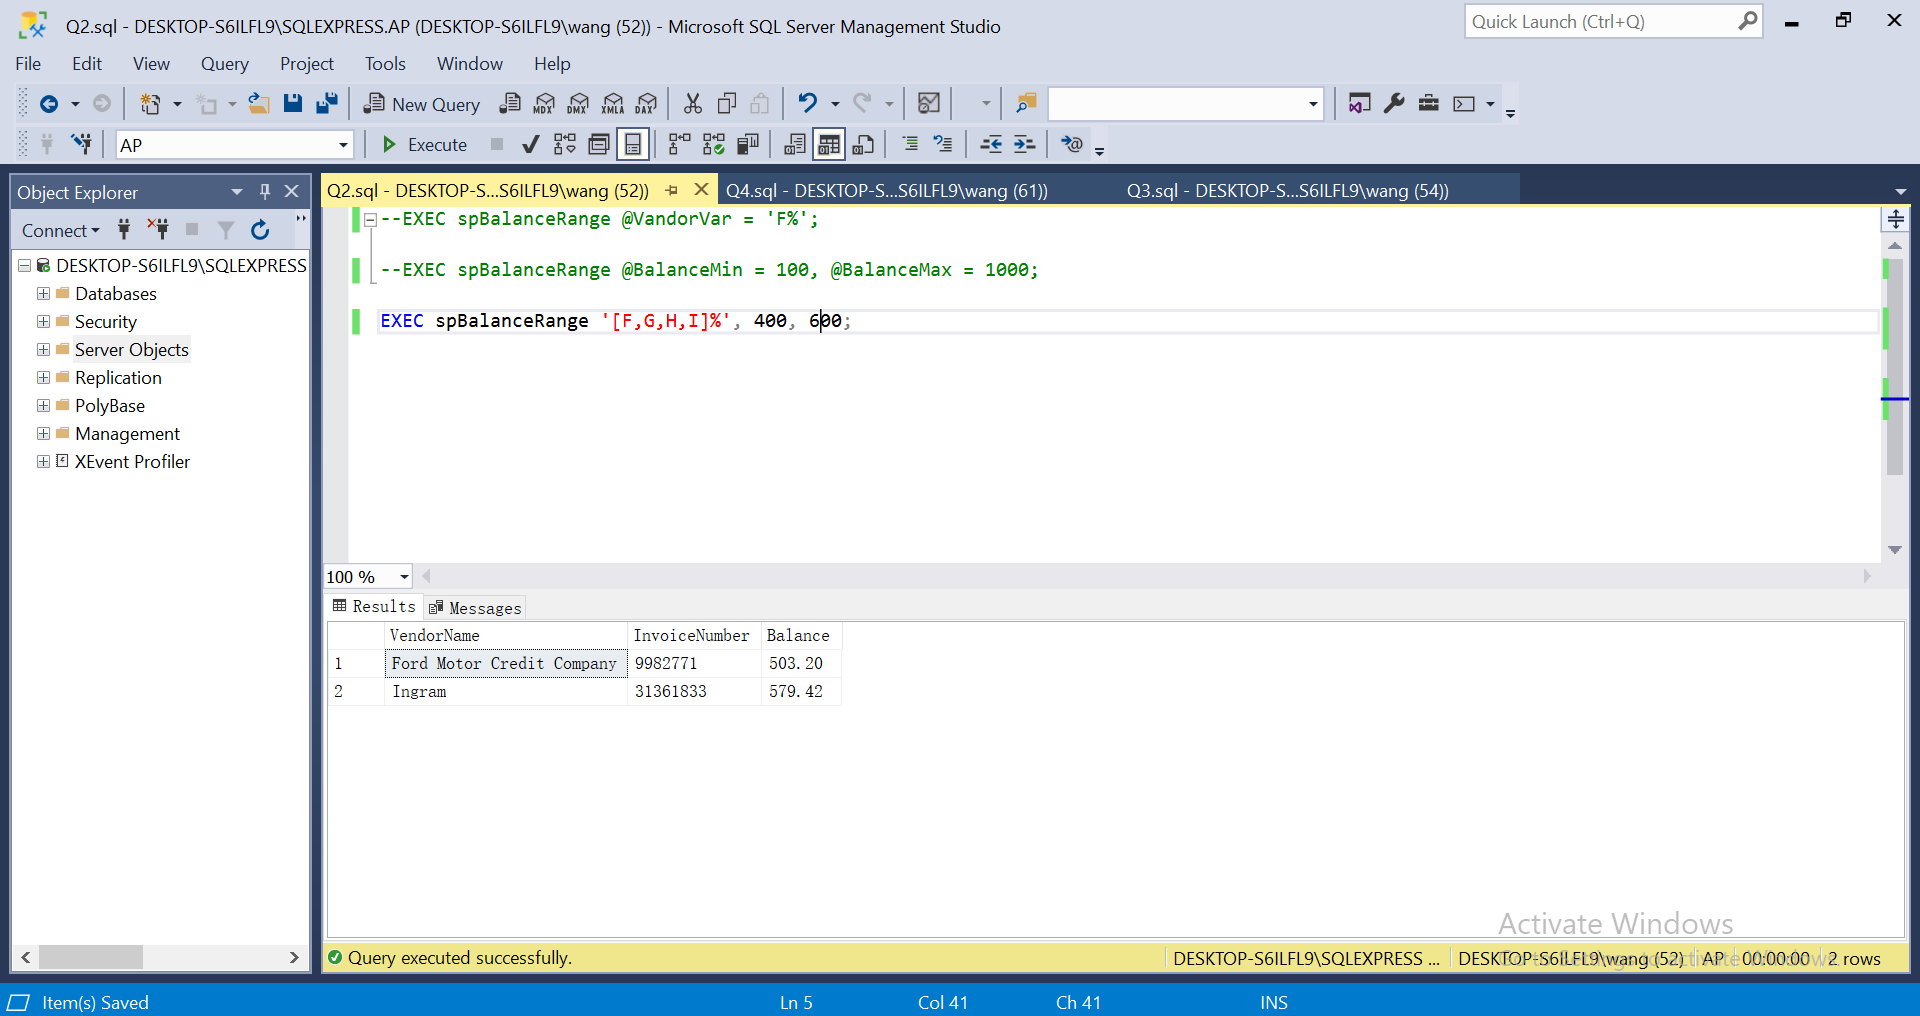 Q2.sql - DESKTOP-S6ILFL9\SQLEXPRESS.AP (DESKTOP-S6ILFL9\wang (52)) - Microsoft SQL Server Management Studio
Quick Launch (Ctrl+Q)
File Edit View Query Project Tools Window Help
New Query MDX DMX XMLA DAX
AP Execute
Object Explorer
Q2.sql - DESKTOP-S...S6ILFL9\wang (52)) Q4.sql - DESKTOP-S...S6ILFL9\wang (61)) Q3.sql - DESKTOP-S...S6ILFL9\wang (54))
Connect
DESKTOP-S6ILFL9\SQLEXPRESS
Databases
Security
Server Objects
Replication
PolyBase
Management
XEvent Profiler
--EXEC spBalanceRange @VandorVar = 'F%';
--EXEC spBalanceRange @BalanceMin = 100, @BalanceMax = 1000;
EXEC spBalanceRange '[F,G,H,I]%', 400, 600;
100 %
Results Messages
VendorName InvoiceNumber Balance
1 Ford Motor Credit Company 9982771 503.20
2 Ingram 31361833 579.42
Activate Windows
Query executed successfully. DESKTOP-S6ILFL9\SQLEXPRESS ... DESKTOP-S6ILFL9\wang (52) AP 00:00:00 2 rows
Item(s) Saved Ln 5 Col 41 Ch 41 INS